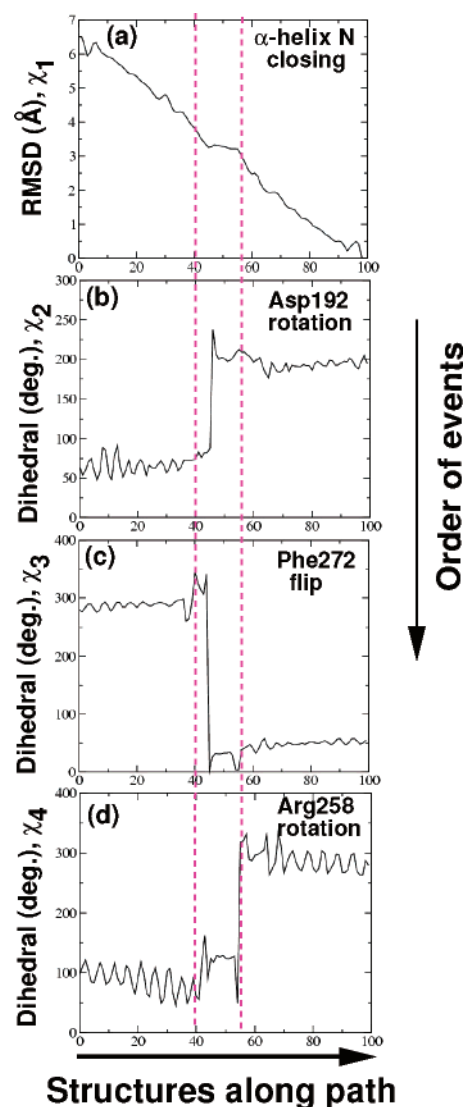 (a)
α-helix N
closing
RMSD (Å), χ1
7
6
5
4
3
2
1
0
0 20 40 60 80 100
(b)
Asp192
rotation
Dihedral (deg.), χ2
300
250
200
150
100
50
0
0 20 40 60 80 100
(c)
Phe272
flip
Dihedral (deg.), χ3
400
300
200
100
0
0 20 40 60 80 100
(d)
Arg258
rotation
Dihedral (deg.), χ4
400
300
200
100
0
0 20 40 60 80 100
Order of events
Structures along path